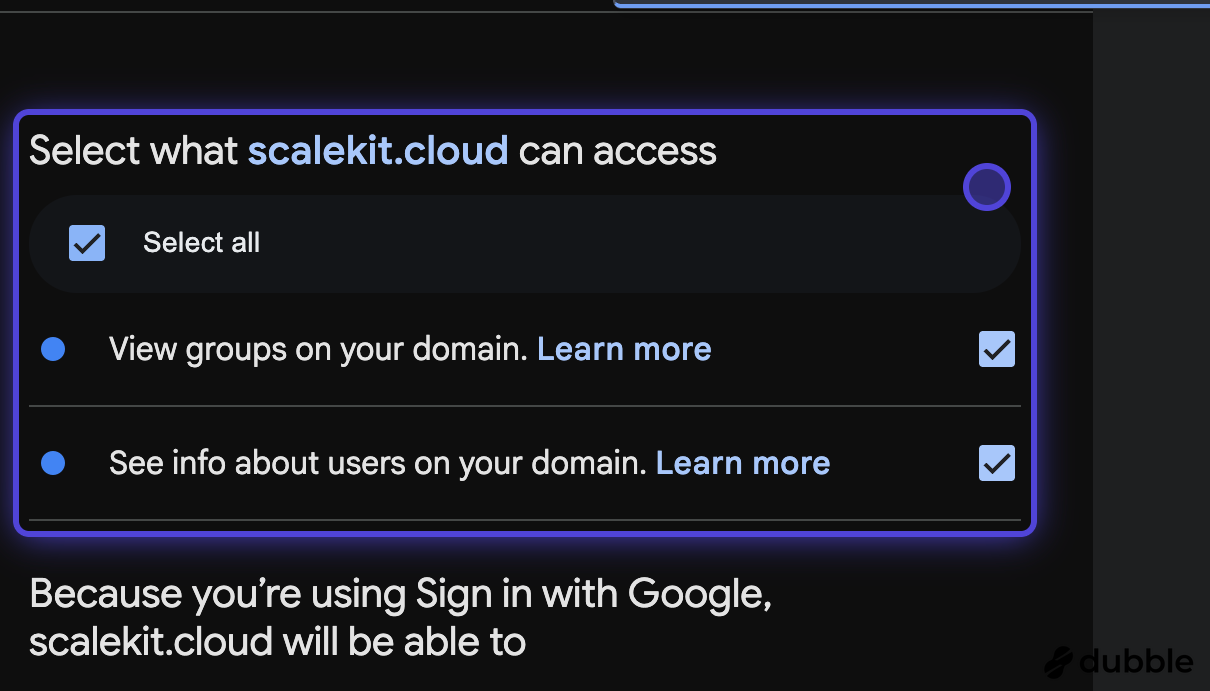 Select what scalekit.cloud can access
Select all
View groups on your domain. Learn more
See info about users on your domain. Learn more
Because you’re using Sign in with Google,
scalekit.cloud will be able to
dubble